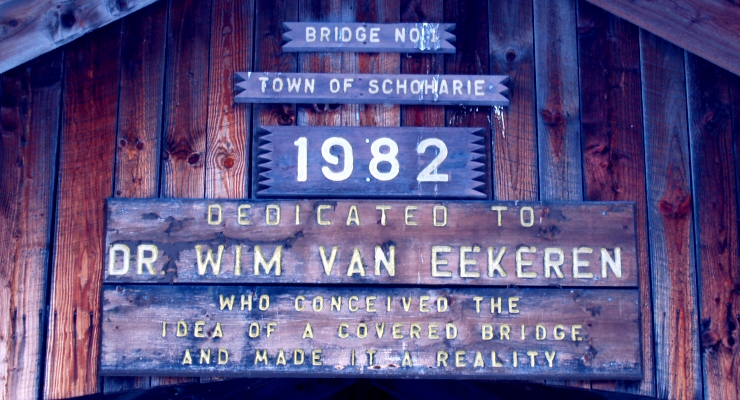 BRIDGE NO. 1
TOWN OF SCHOHARIE
1982
DEDICATED TO
DR. WIM VAN EEKEREN
WHO CONCEIVED THE
IDEA OF A COVERED BRIDGE
AND MADE IT A REALITY